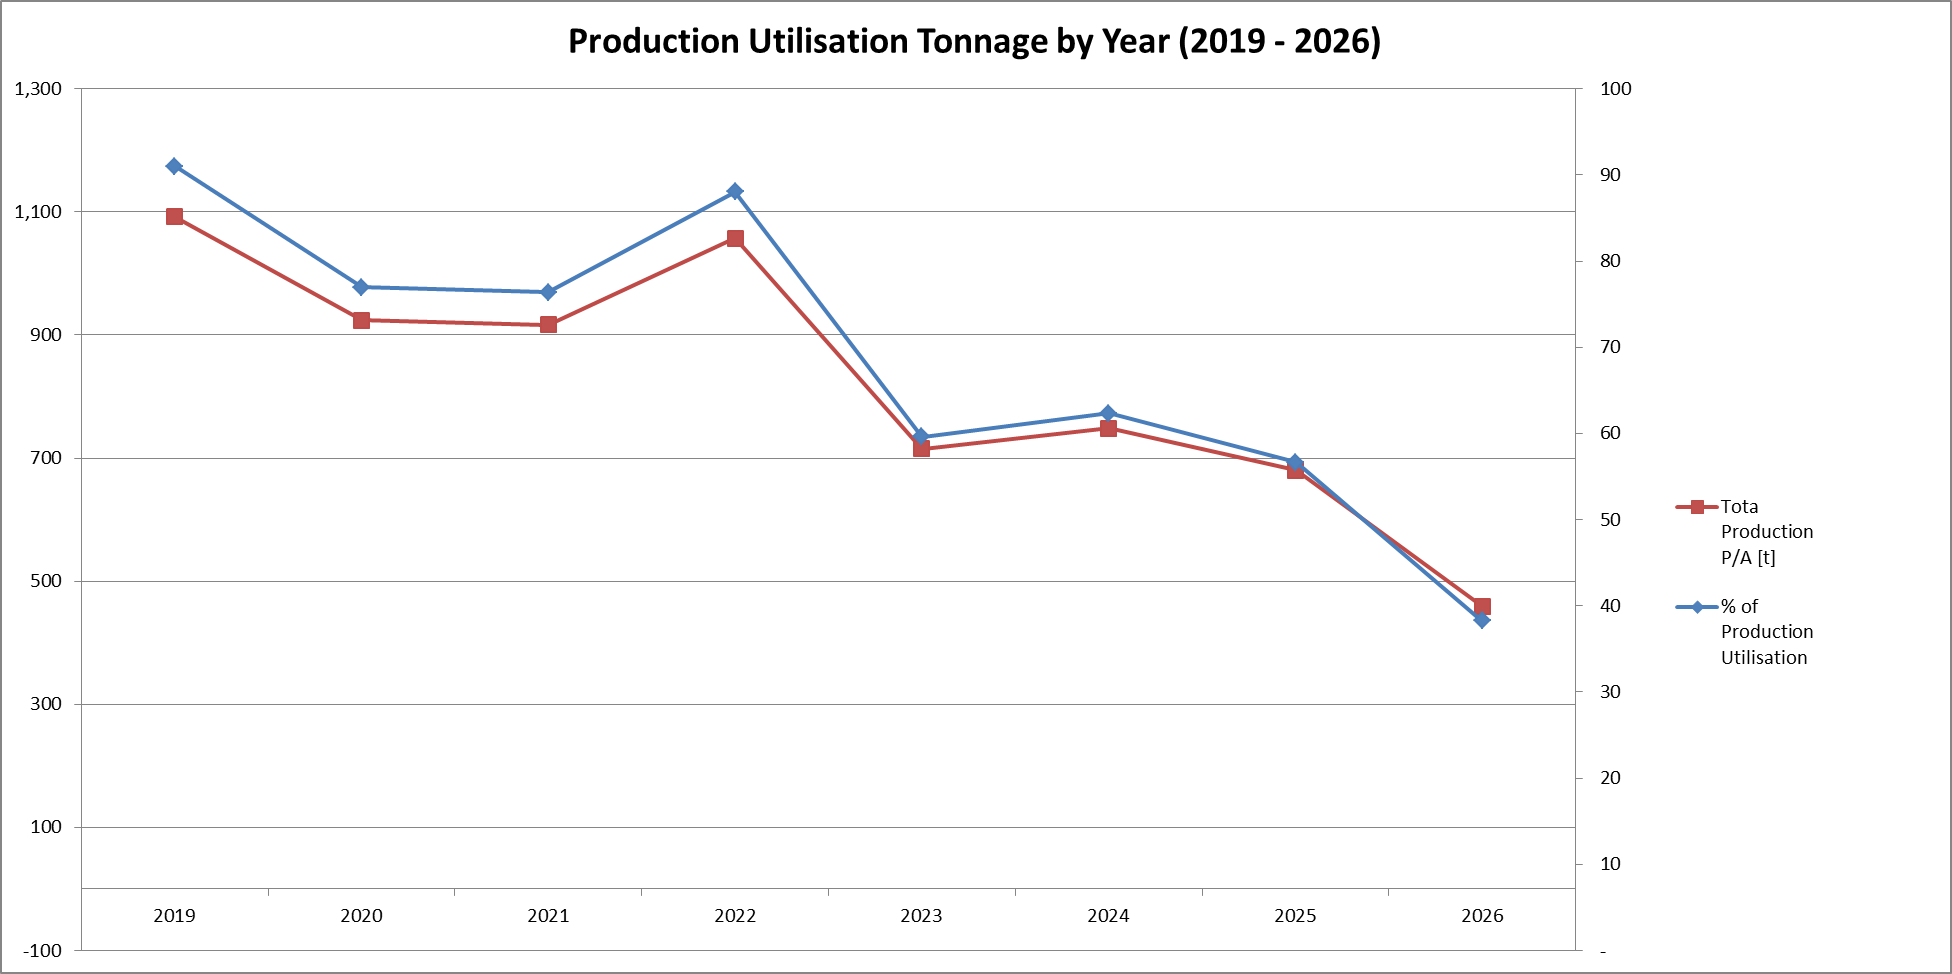 Production Utilisation Tonnage by Year (2019 - 2026)
1,300
1,100
900
700
500
300
100
-100
100
90
80
70
60
50
40
30
20
10
-
2019 2020 2021 2022 2023 2024 2025 2026
Tota
Production
P/A [t]
% of
Production
Utilisation